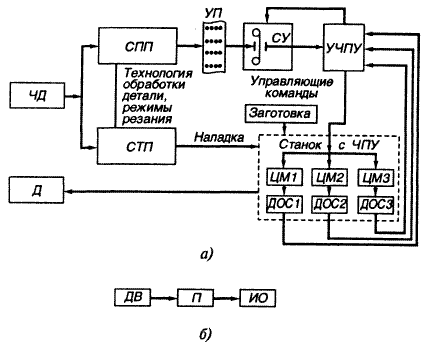 УП
СПП
СУ
УЧПУ
Технология
обработки
детали,
режимы
резания
Управляющие
команды
ЧД
Заготовка
СТП
Наладка
Станок с ЧПУ
ЦМ1
ЦМ2
ЦМ3
Д
ДОС1
ДОС2
ДОС3
а)
ДВ
П
ИО
б)